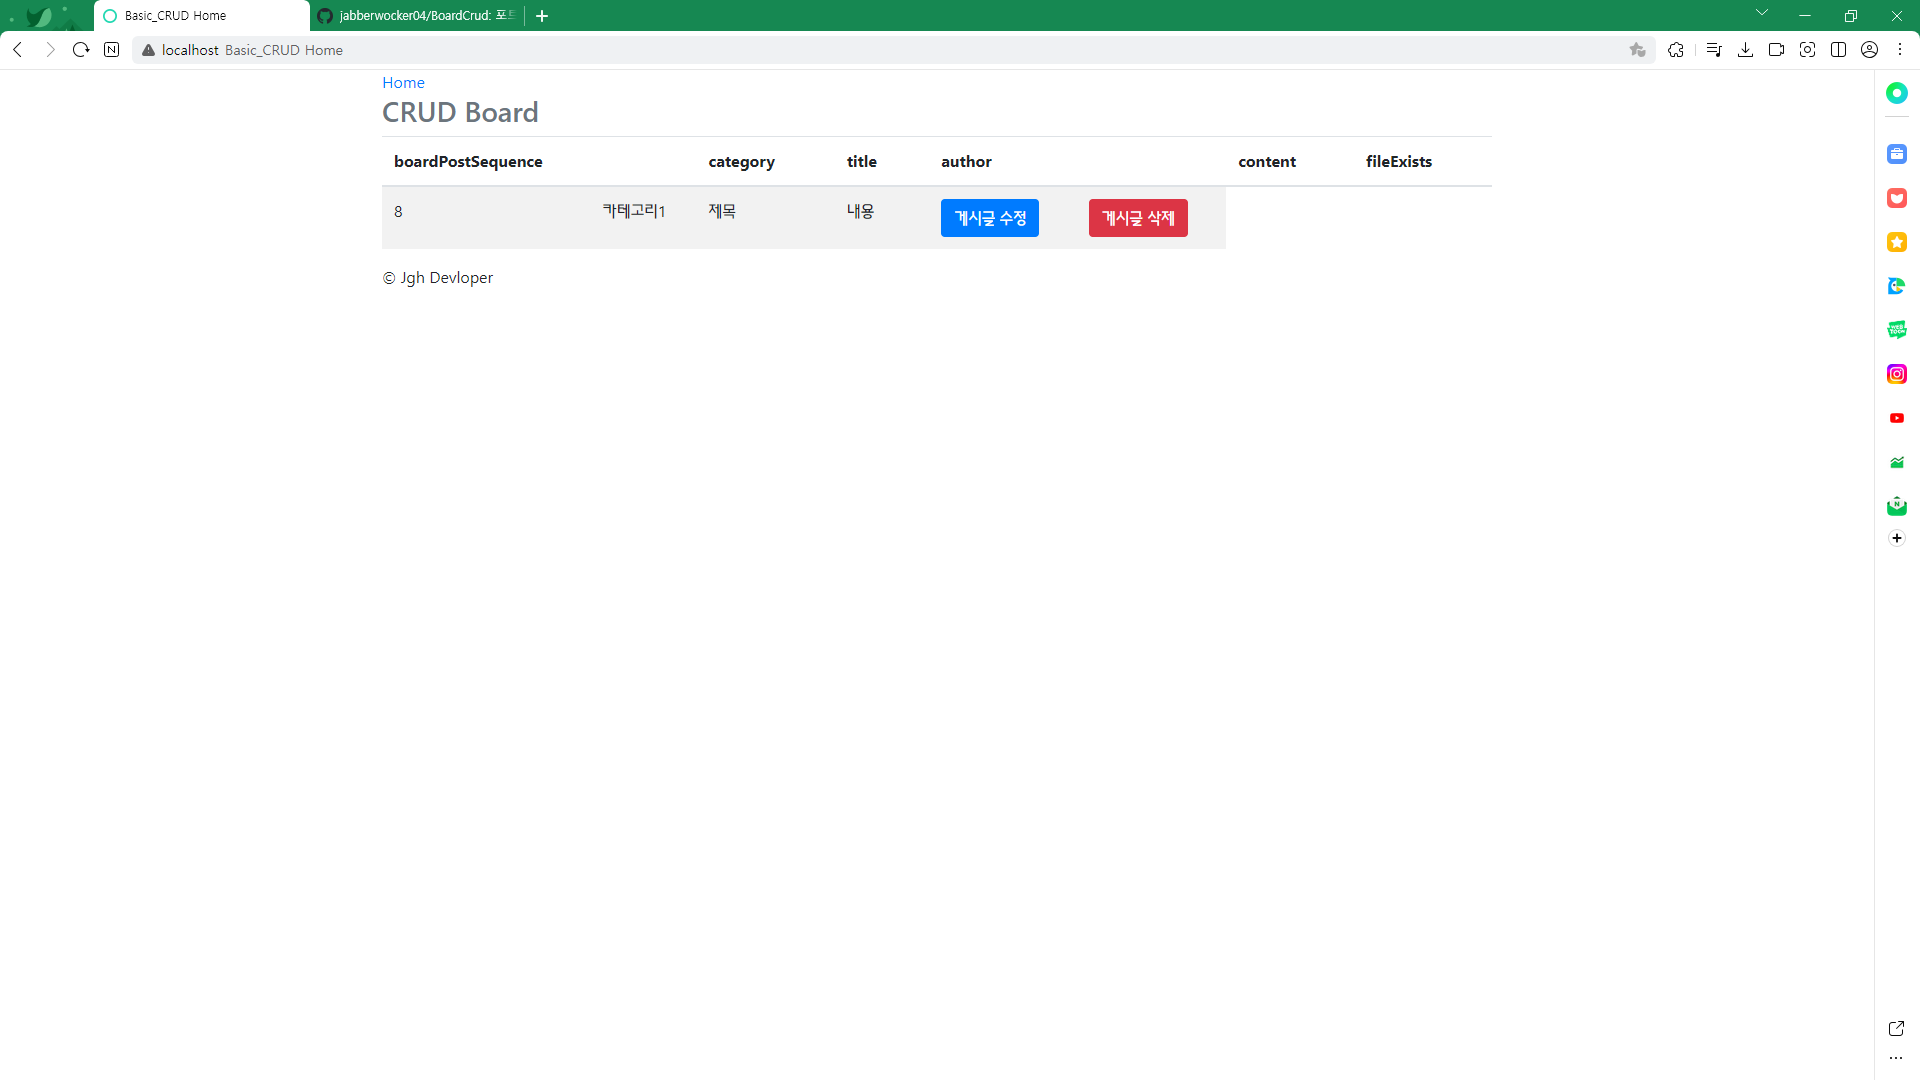 Basic_CRUD Home
jabberwocker04/BoardCrud: 포트
localhost Basic_CRUD Home
Home
CRUD Board
boardPostSequence category title author content fileExists
8 카테고리1 제목 내용 게시글 수정 게시글 삭제
© Jgh Devloper